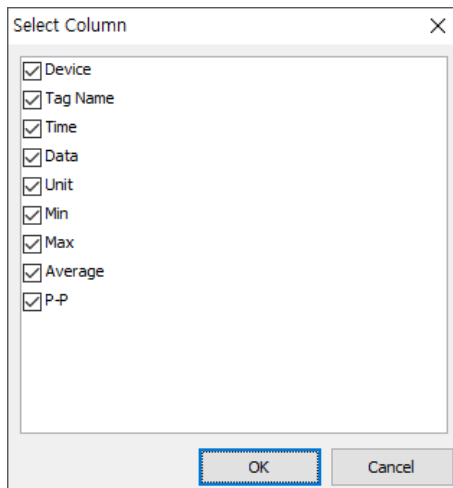 Select Column
Device
Tag Name
Time
Data
Unit
Min
Max
Average
P-P
OK
Cancel